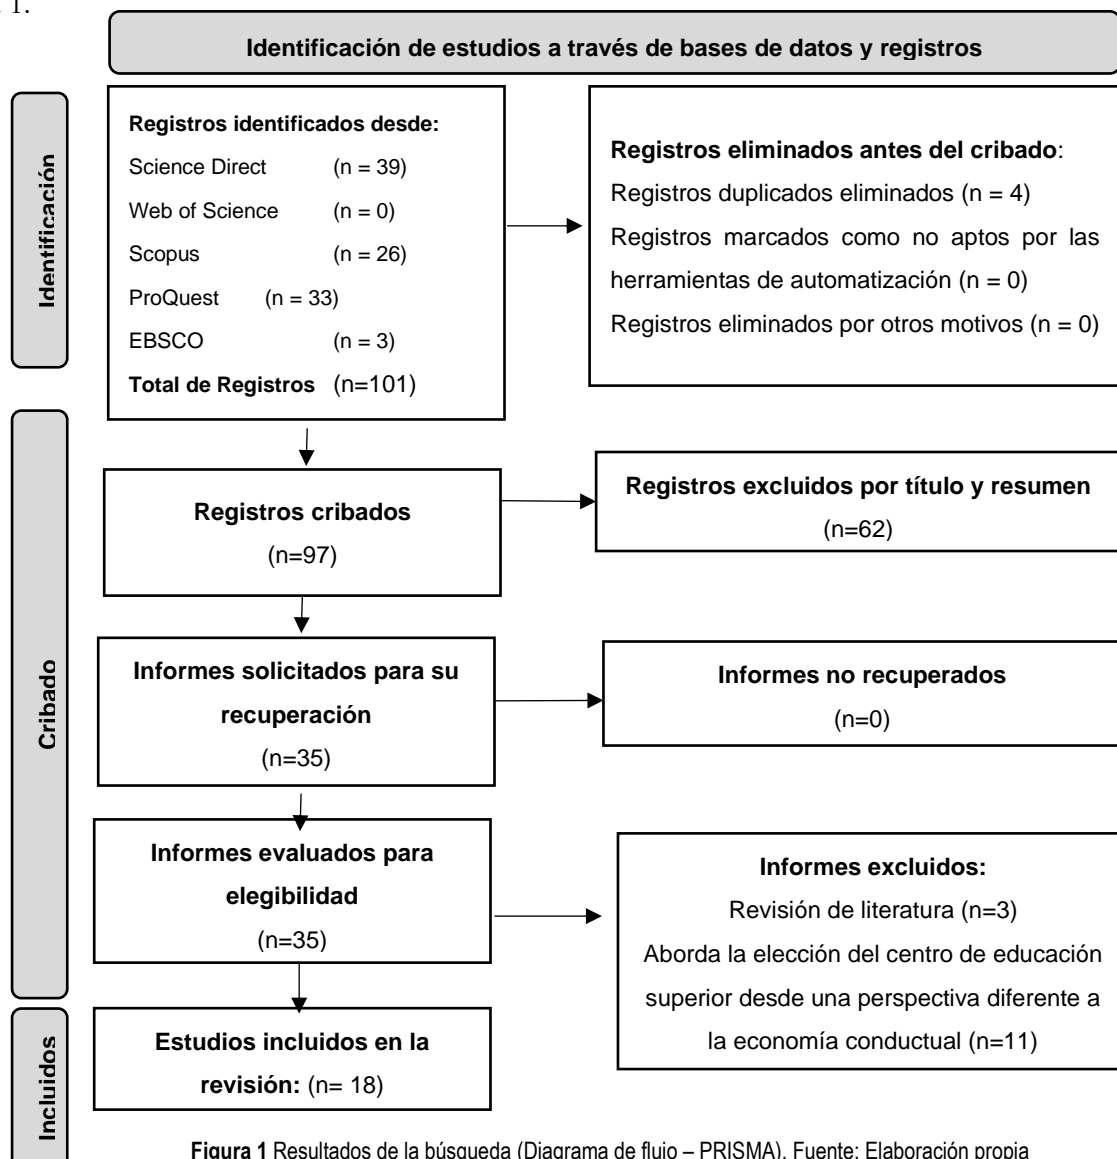 1.
Identificación de estudios a través de bases de datos y registros
Identificación
Registros identificados desde:
Science Direct (n = 39)
Web of Science (n = 0)
Scopus (n = 26)
ProQuest (n = 33)
EBSCO (n = 3)
Total de Registros (n=101)
Registros eliminados antes del cribado:
Registros duplicados eliminados (n = 4)
Registros marcados como no aptos por las
herramientas de automatización (n = 0)
Registros eliminados por otros motivos (n = 0)
Cribado
Registros cribados
(n=97)
Registros excluidos por título y resumen
(n=62)
Informes solicitados para su
recuperación
(n=35)
Informes no recuperados
(n=0)
Informes evaluados para
elegibilidad
(n=35)
Informes excluidos:
Revisión de literatura (n=3)
Aborda la elección del centro de educación
superior desde una perspectiva diferente a
la economía conductual (n=11)
Incluidos
Estudios incluidos en la
revisión: (n= 18)
Figura 1 Resultados de la búsqueda (Diagrama de flujo – PRISMA). Fuente: Elaboración propia